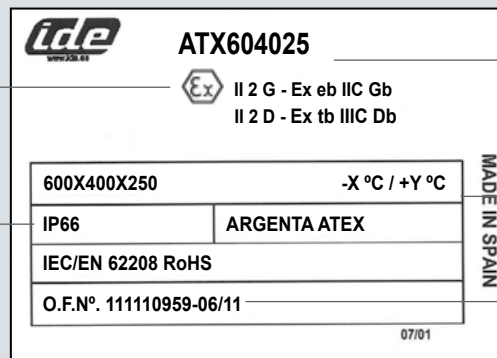 ide
www.ide.es
ATX604025
Ex II 2 G - Ex eb IIC Gb
II 2 D - Ex tb IIIC Db
600X400X250 -X ºC / +Y ºC
IP66 ARGENTA ATEX
IEC/EN 62208 RoHS
O.F.Nº. 111110959-06/11
07/01
MADE IN SPAIN